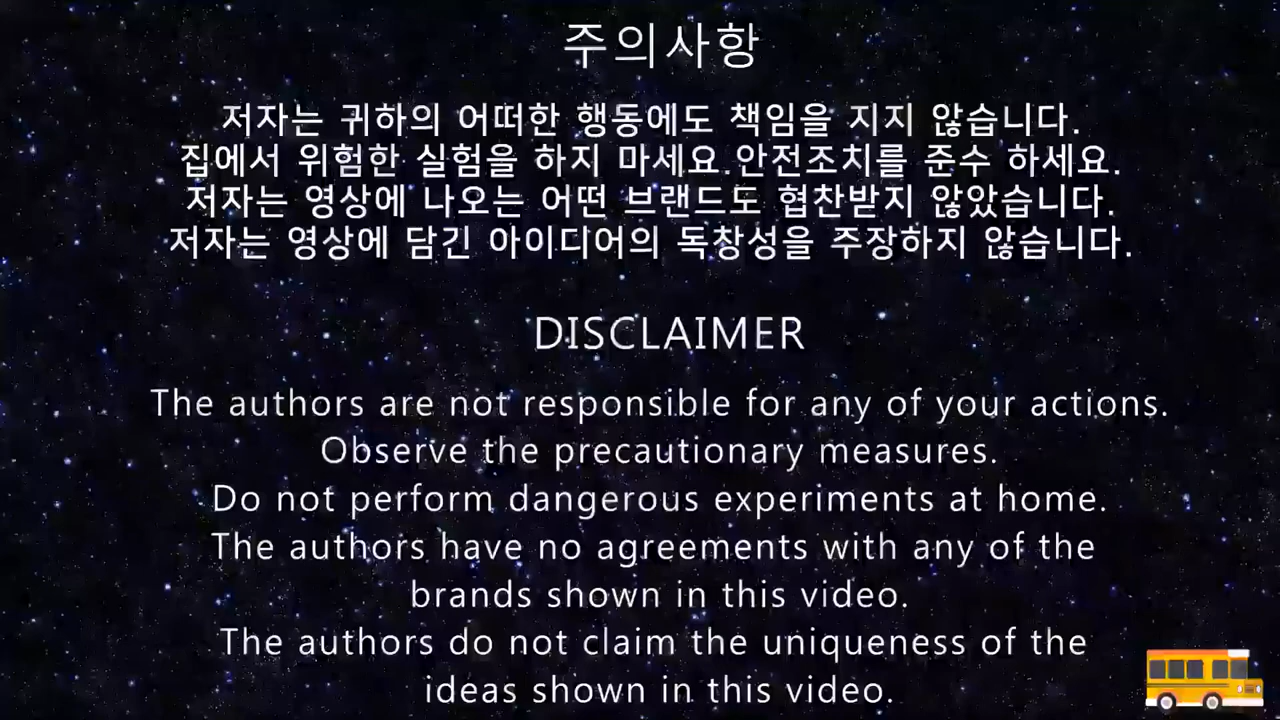 주의사항
저자는 귀하의 어떠한 행동에도 책임을 지지 않습니다.
집에서 위험한 실험을 하지 마세요.안전조치를 준수 하세요.
저자는 영상에 나오는 어떤 브랜드도 협찬받지 않았습니다.
저자는 영상에 담긴 아이디어의 독창성을 주장하지 않습니다.
DISCLAIMER
The authors are not responsible for any of your actions.
Observe the precautionary measures.
Do not perform dangerous experiments at home.
The authors have no agreements with any of the
brands shown in this video.
The authors do not claim the uniqueness of the
ideas shown in this video.